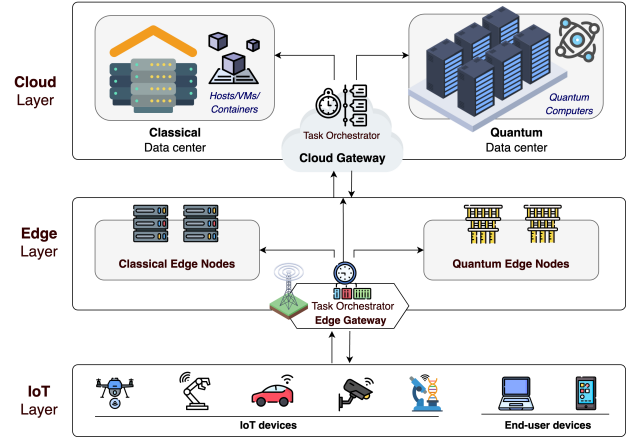 Cloud
Layer
Hosts/VMs/
Containers
Classical
Data center
Task Orchestrator
Cloud Gateway
Quantum
Computers
Quantum
Data center
Edge
Layer
Classical Edge Nodes
Quantum Edge Nodes
Task Orchestrator
Edge Gateway
IoT
Layer
IoT devices
End-user devices